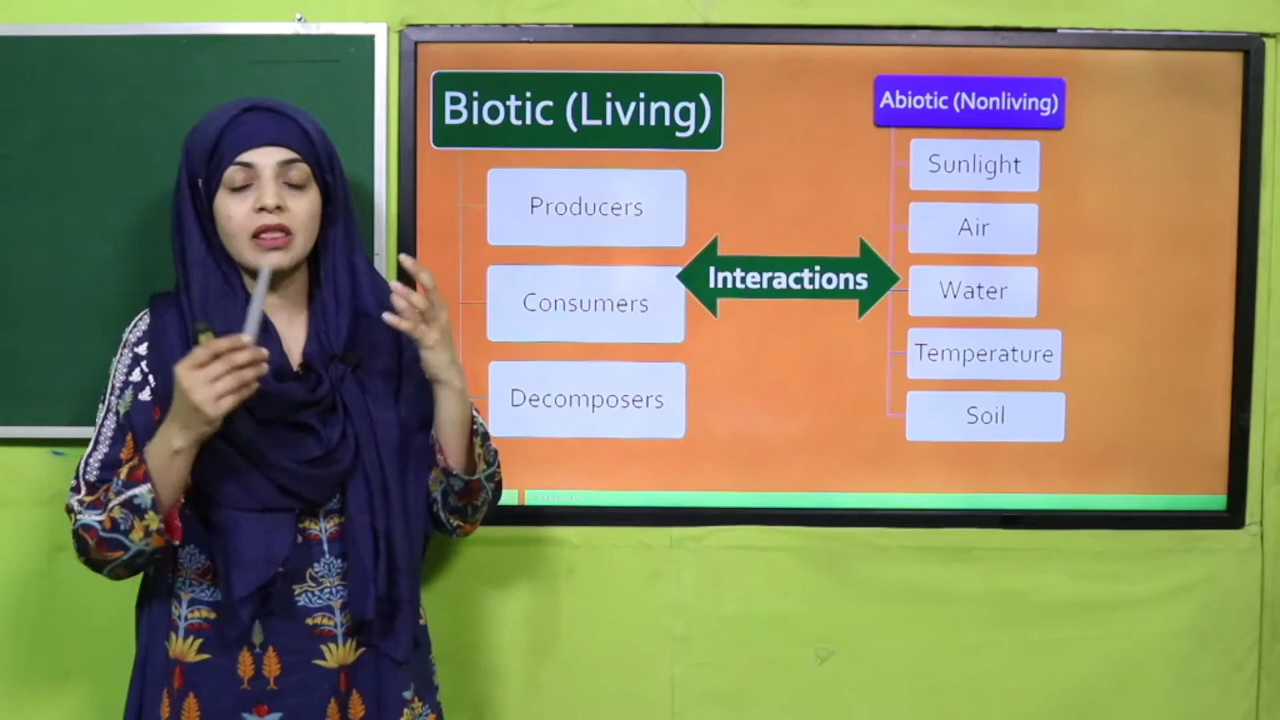 Biotic (Living)
Producers
Consumers
Decomposers
Interactions
Abiotic (Nonliving)
Sunlight
Air
Water
Temperature
Soil